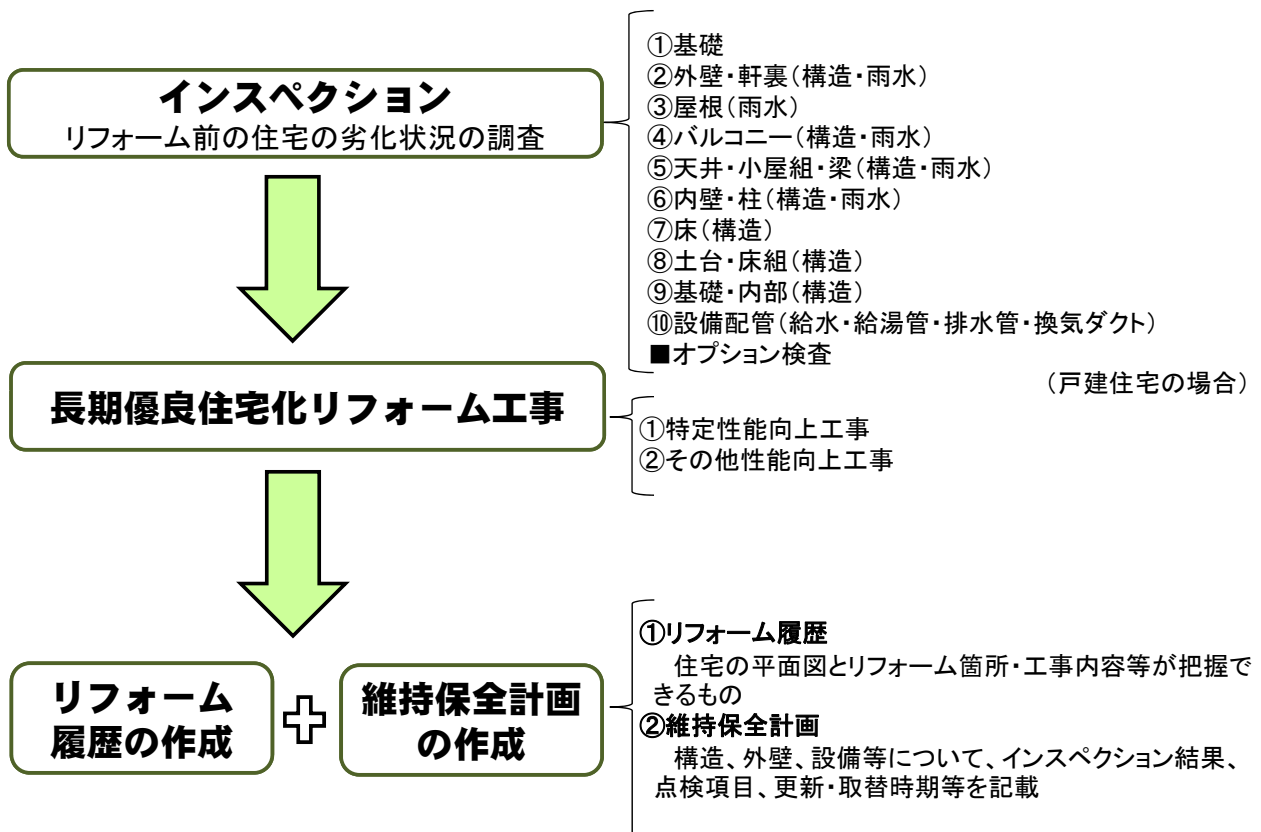 インスペクション
リフォーム前の住宅の劣化状況の調査
①基礎
②外壁・軒裏(構造・雨水)
③屋根(雨水)
④バルコニー(構造・雨水)
⑤天井・小屋組・梁(構造・雨水)
⑥内壁・柱(構造・雨水)
⑦床(構造)
⑧土台・床組(構造)
⑨基礎・内部(構造)
⑩設備配管(給水・給湯管・排水管・換気ダクト)
■オプション検査
(戸建住宅の場合)
長期優良住宅化リフォーム工事
①特定性能向上工事
②その他性能向上工事
リフォーム
履歴の作成
維持保全計画
の作成
①リフォーム履歴
住宅の平面図とリフォーム箇所・工事内容等が把握で
きるもの
②維持保全計画
構造、外壁、設備等について、インスペクション結果、
点検項目、更新・取替時期等を記載